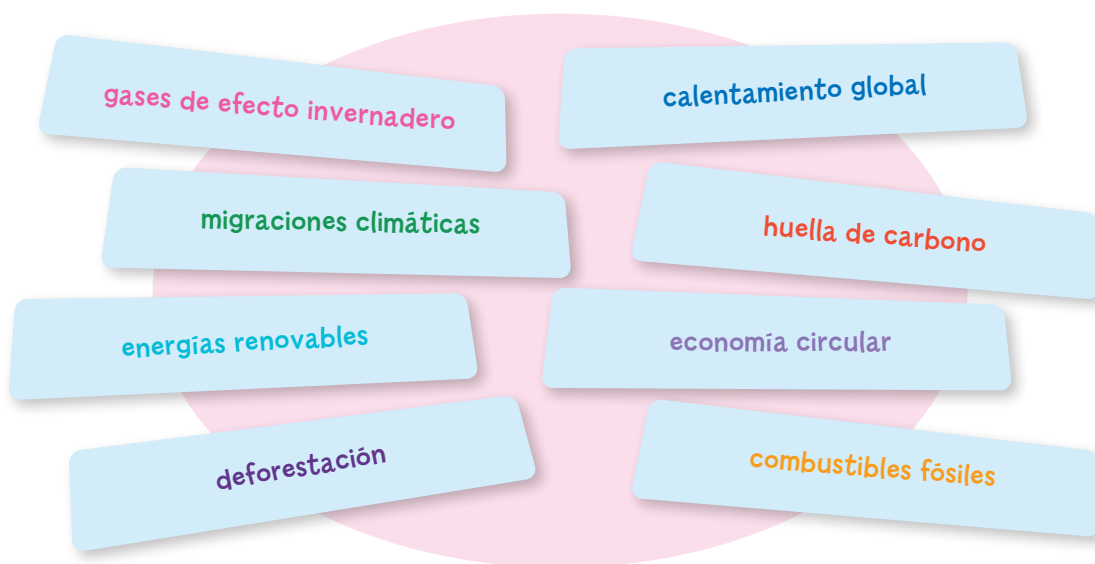 gases de efecto invernadero
calentamiento global
migraciones climáticas
huella de carbono
energías renovables
economía circular
deforestación
combustibles fósiles